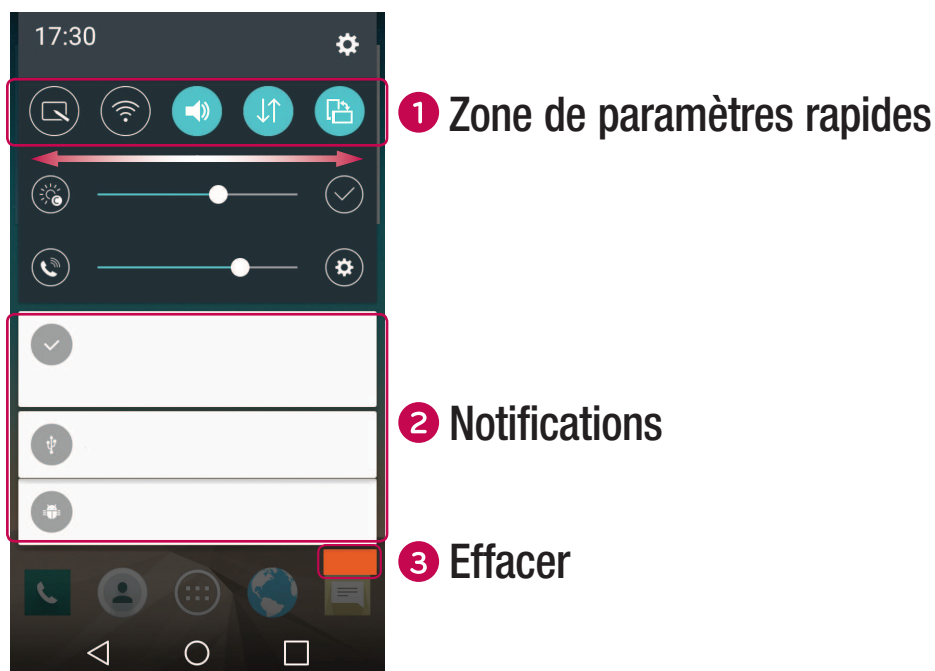 17:30
1 Zone de paramètres rapides
2 Notifications
3 Effacer